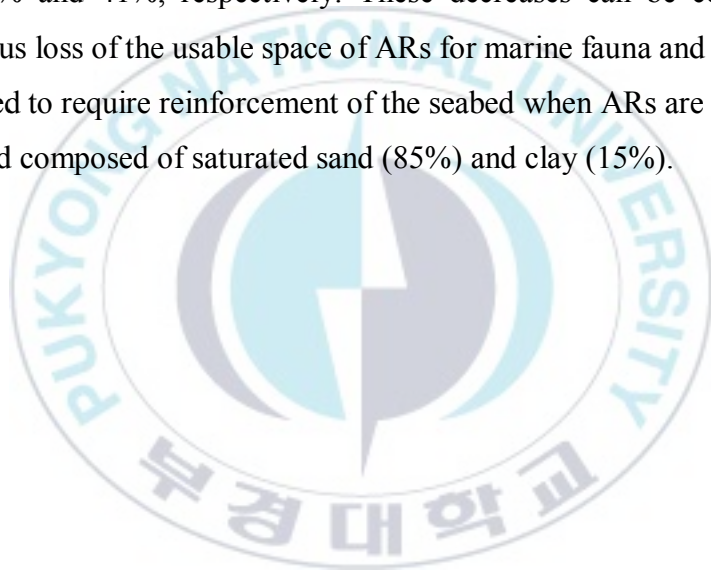 % and 41%, respectively. These decreases can be co
us loss of the usable space of ARs for marine fauna and
ed to require reinforcement of the seabed when ARs are
d composed of saturated sand (85%) and clay (15%).
PUKYONG NATIONAL UNIVERSITY
부경대학교